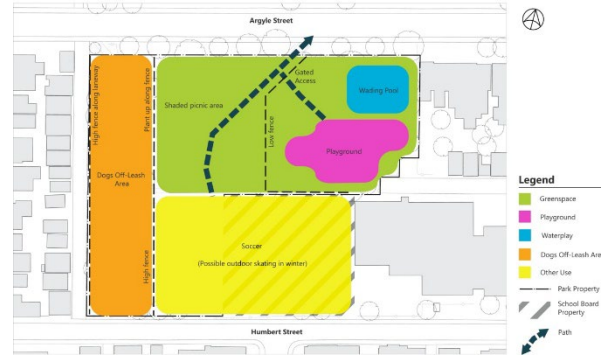 Argyle Street
High fence along laneway
Plant up along fence
Shaded picnic area
Gated
Access
Wading Pool
Low fence
Playground
Dogs Off-Leash
Area
High fence
Soccer
(Possible outdoor skating in winter)
Humbert Street
Legend
Greenspace
Playground
Waterplay
Dogs Off-Leash Area
Other Use
Park Property
School Board
Property
Path